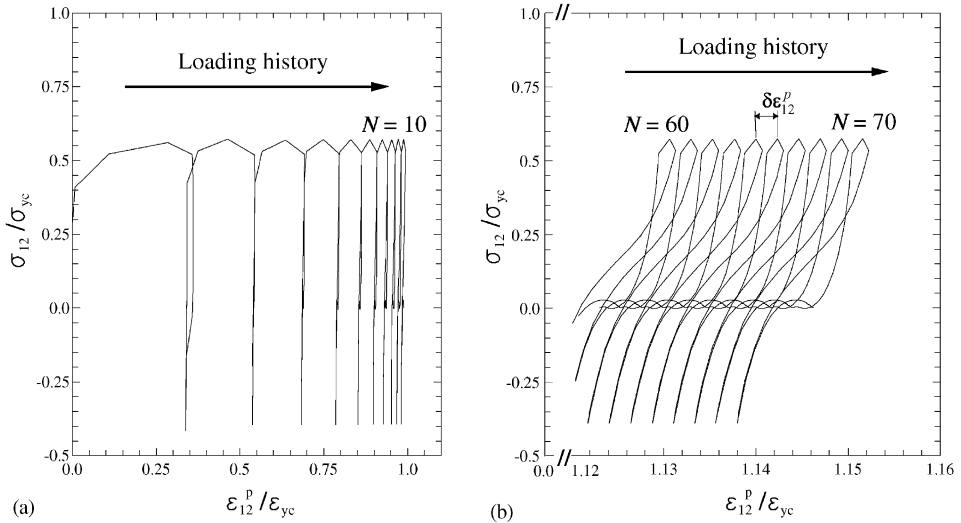 1.0
0.75
0.5
0.25
0.0
-0.25
-0.5
σ12/σyc
Loading history
N = 10
0.0 0.25 0.5 0.75 1.0
ε12^p/εyc
(a)
1.0
0.75
0.5
0.25
0.0
-0.25
-0.5
σ12/σyc
Loading history
δε12^p
N = 60 N = 70
0.0 1.12 1.13 1.14 1.15 1.16
ε12^p/εyc
(b)